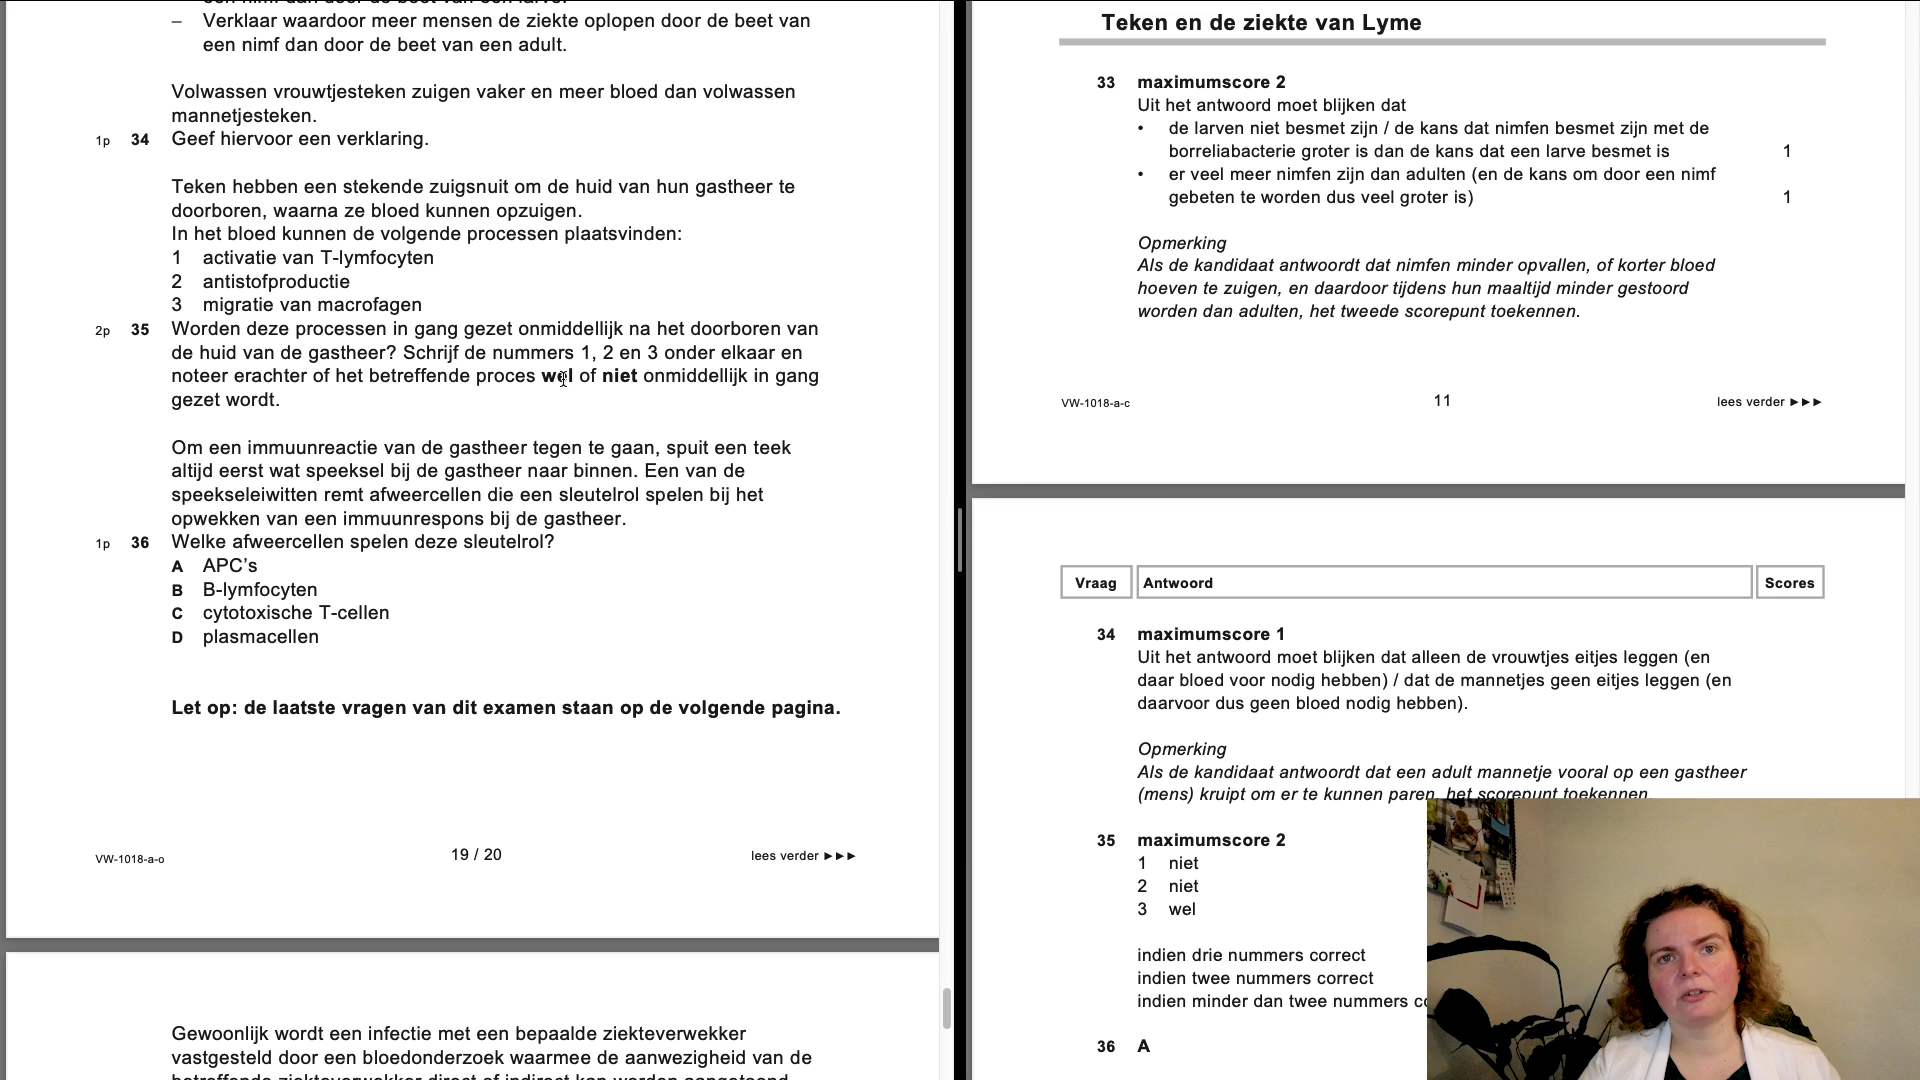 – Verklaar waardoor meer mensen de ziekte oplopen door de beet van
een nimf dan door de beet van een adult.
Volwassen vrouwtjesteken zuigen vaker en meer bloed dan volwassen
mannetjesteken.
1p 34 Geef hiervoor een verklaring.
Teken hebben een stekende zuigsnuit om de huid van hun gastheer te
doorboren, waarna ze bloed kunnen opzuigen.
In het bloed kunnen de volgende processen plaatsvinden:
1 activatie van T-lymfocyten
2 antistofproductie
3 migratie van macrofagen
2p 35 Worden deze processen in gang gezet onmiddellijk na het doorboren van
de huid van de gastheer? Schrijf de nummers 1, 2 en 3 onder elkaar en
noteer erachter of het betreffende proces wel of niet onmiddellijk in gang
gezet wordt.
Om een immuunreactie van de gastheer tegen te gaan, spuit een teek
altijd eerst wat speeksel bij de gastheer naar binnen. Een van de
speekseleiwitten remt afweercellen die een sleutelrol spelen bij het
opwekken van een immuunrespons bij de gastheer.
1p 36 Welke afweercellen spelen deze sleutelrol?
A APC's
B B-lymfocyten
C cytotoxische T-cellen
D plasmacellen
Let op: de laatste vragen van dit examen staan op de volgende pagina.
VW-1018-a-o 19 / 20 lees verder ►►►
Gewoonlijk wordt een infectie met een bepaalde ziekteverwekker
vastgesteld door een bloedonderzoek waarmee de aanwezigheid van de
Teken en de ziekte van Lyme
33 maximumscore 2
Uit het antwoord moet blijken dat
• de larven niet besmet zijn / de kans dat nimfen besmet zijn met de
borreliabacterie groter is dan de kans dat een larve besmet is 1
• er veel meer nimfen zijn dan adulten (en de kans om door een nimf
gebeten te worden dus veel groter is) 1
Opmerking
Als de kandidaat antwoordt dat nimfen minder opvallen, of korter bloed
hoeven te zuigen, en daardoor tijdens hun maaltijd minder gestoord
worden dan adulten, het tweede scorepunt toekennen.
VW-1018-a-c 11 lees verder ►►►
Vraag Antwoord Scores
34 maximumscore 1
Uit het antwoord moet blijken dat alleen de vrouwtjes eitjes leggen (en
daar bloed voor nodig hebben) / dat de mannetjes geen eitjes leggen (en
daarvoor dus geen bloed nodig hebben).
Opmerking
Als de kandidaat antwoordt dat een adult mannetje vooral op een gastheer
(mens) kruipt om er te kunnen paren, het scorepunt toekennen
35 maximumscore 2
1 niet
2 niet
3 wel
indien drie nummers correct
indien twee nummers correct
indien minder dan twee nummers
36 A